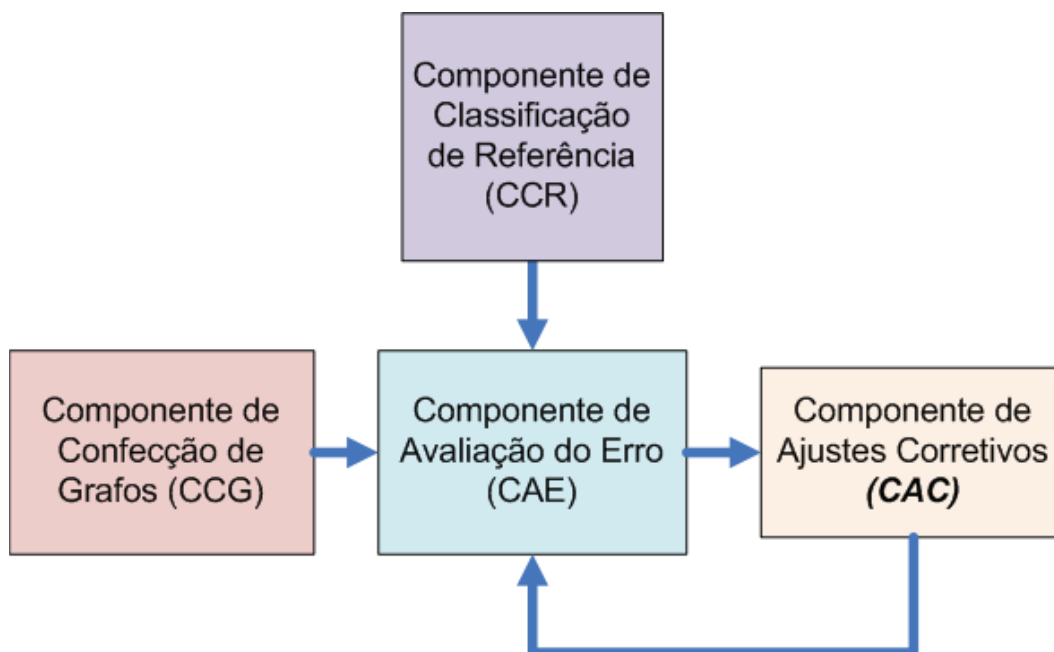 Componente de
Classificação
de Referência
(CCR)
Componente de
Confecção de
Grafos (CCG)
Componente de
Avaliação do Erro
(CAE)
Componente de
Ajustes Corretivos
(CAC)